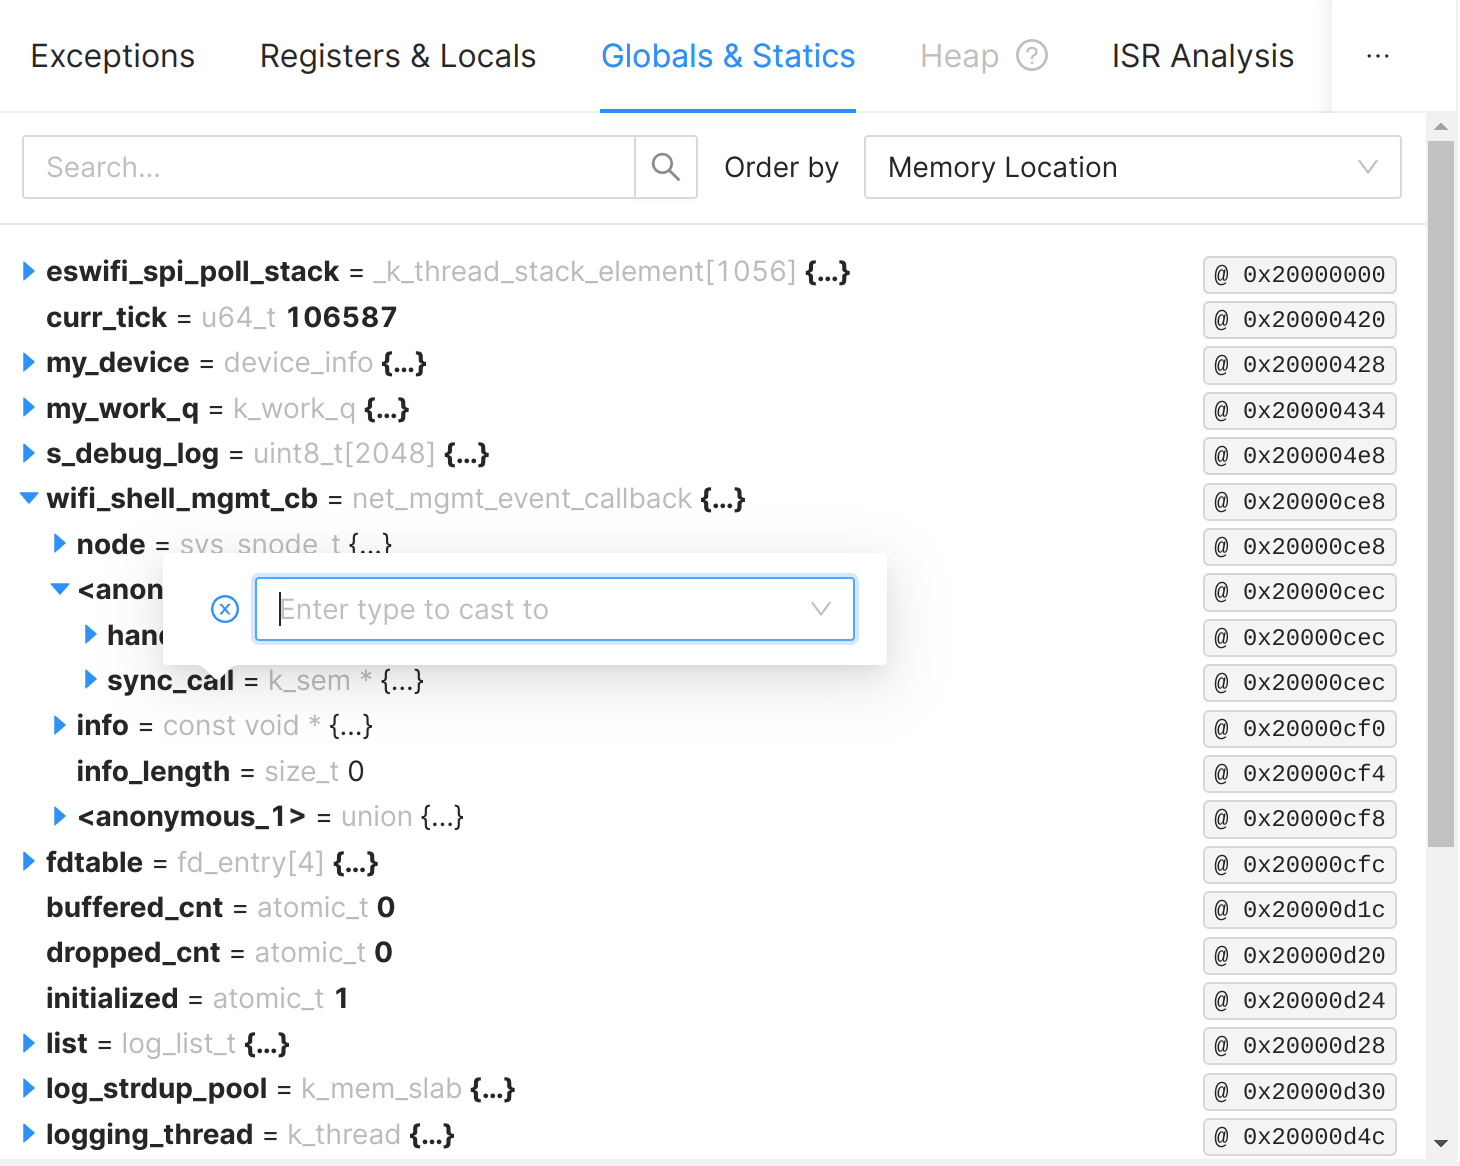 Exceptions Registers & Locals Globals & Statics Heap ? ISR Analysis ...
Search... Order by Memory Location
eswifi_spi_poll_stack = _k_thread_stack_element[1056] {...} @ 0x20000000
curr_tick = u64_t 106587 @ 0x20000420
my_device = device_info {...} @ 0x20000428
my_work_q = k_work_q {...} @ 0x20000434
s_debug_log = uint8_t[2048] {...} @ 0x200004e8
wifi_shell_mgmt_cb = net_mgmt_event_callback {...} @ 0x20000ce8
node = sys_snode_t {...} @ 0x20000ce8
<anon @ 0x20000cec
Enter type to cast to
hand @ 0x20000cec
sync_call = k_sem * {...} @ 0x20000cec
info = const void * {...} @ 0x20000cf0
info_length = size_t 0 @ 0x20000cf4
<anonymous_1> = union {...} @ 0x20000cf8
fdtable = fd_entry[4] {...} @ 0x20000cfc
buffered_cnt = atomic_t 0 @ 0x20000d1c
dropped_cnt = atomic_t 0 @ 0x20000d20
initialized = atomic_t 1 @ 0x20000d24
list = log_list_t {...} @ 0x20000d28
log_strdup_pool = k_mem_slab {...} @ 0x20000d30
logging_thread = k_thread {...} @ 0x20000d4c